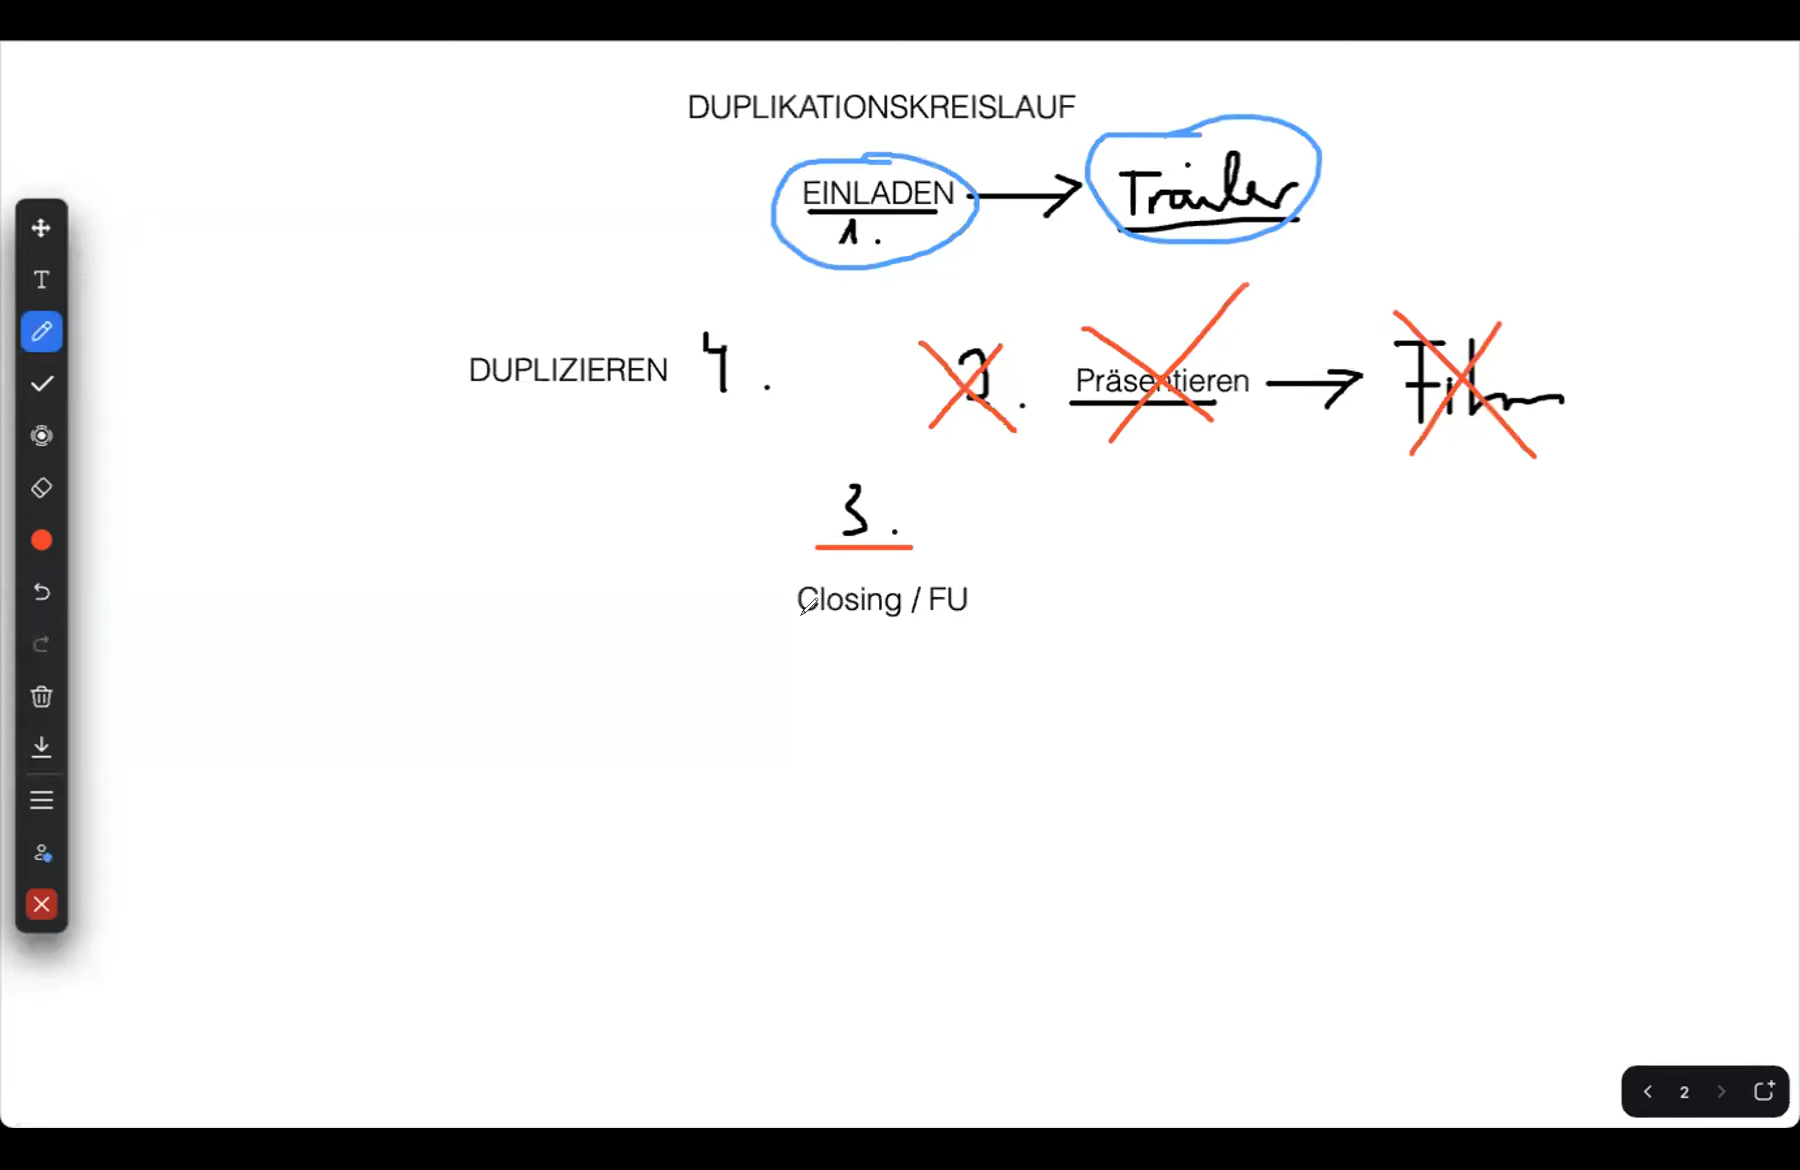 DUPLIKATIONSKREISLAUF
EINLADEN → Trailer
1.
DUPLIZIEREN 4. 2. Präsentieren → Film
3.
Closing / FU
2